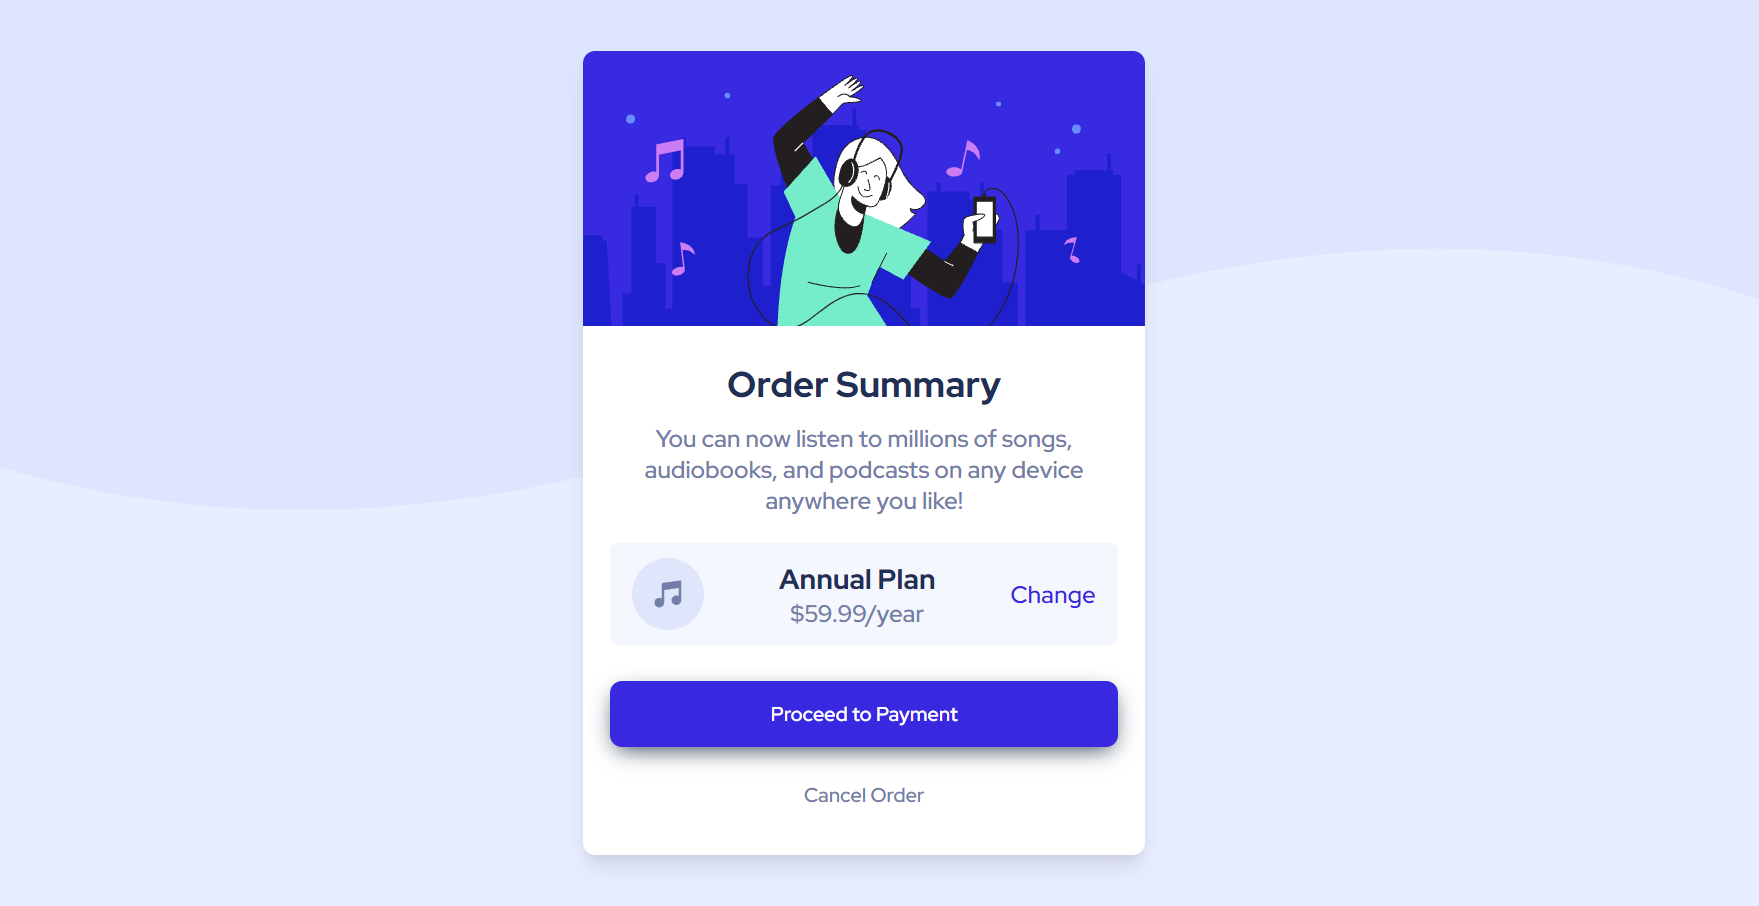 Order Summary
You can now listen to millions of songs,
audiobooks, and podcasts on any device
anywhere you like!
Annual Plan
$59.99/year
Change
Proceed to Payment
Cancel Order